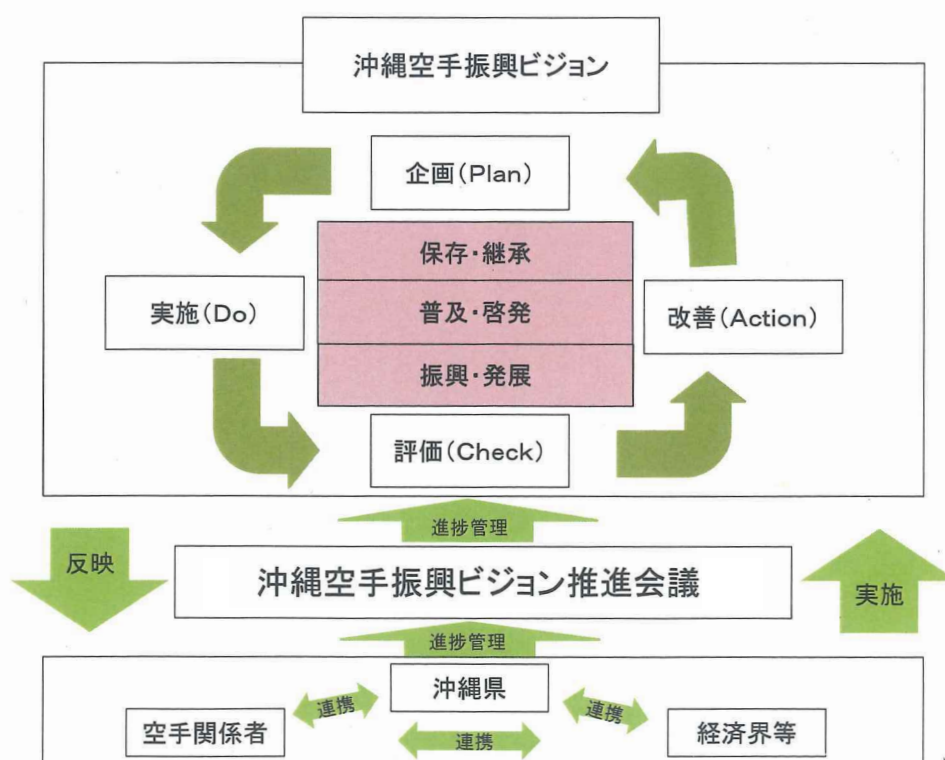 沖縄空手振興ビジョン
企画(Plan)
保存・継承
実施(Do)
普及・啓発
改善(Action)
振興・発展
評価(Check)
進捗管理
反映
沖縄空手振興ビジョン推進会議
実施
進捗管理
沖縄県
連携
連携
空手関係者
連携
経済界等